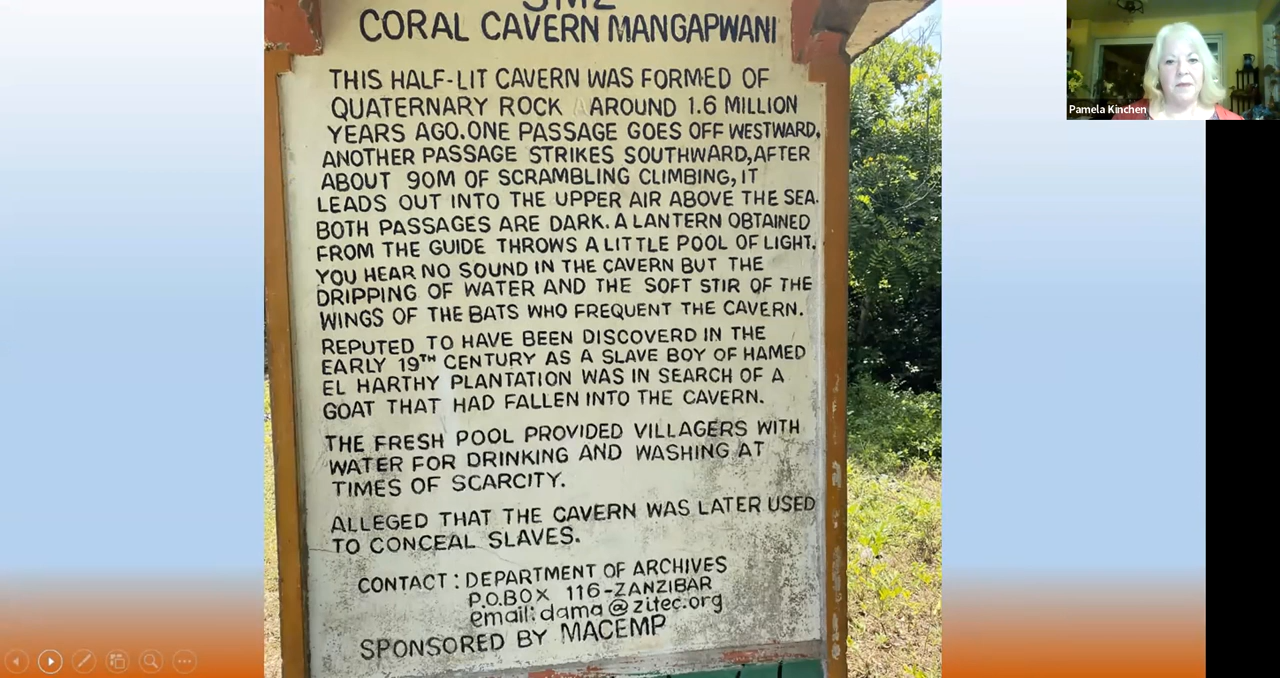 SMZ
CORAL CAVERN MANGAPWANI
THIS HALF-LIT CAVERN WAS FORMED OF
QUATERNARY ROCK AROUND 1.6 MILLION
YEARS AGO. ONE PASSAGE GOES OFF WESTWARD,
ANOTHER PASSAGE STRIKES SOUTHWARD, AFTER
ABOUT 90M OF SCRAMBLING CLIMBING, IT
LEADS OUT INTO THE UPPER AIR ABOVE THE SEA.
BOTH PASSAGES ARE DARK. A LANTERN OBTAINED
FROM THE GUIDE THROWS A LITTLE POOL OF LIGHT.
YOU HEAR NO SOUND IN THE CAVERN BUT THE
DRIPPING OF WATER AND THE SOFT STIR OF THE
WINGS OF THE BATS WHO FREQUENT THE CAVERN.
REPUTED TO HAVE BEEN DISCOVERD IN THE
EARLY 19TH CENTURY AS A SLAVE BOY OF HAMED
EL HARTHY PLANTATION WAS IN SEARCH OF A
GOAT THAT HAD FALLEN INTO THE CAVERN.
THE FRESH POOL PROVIDED VILLAGERS WITH
WATER FOR DRINKING AND WASHING AT
TIMES OF SCARCITY.
ALLEGED THAT THE CAVERN WAS LATER USED
TO CONCEAL SLAVES.
CONTACT : DEPARTMENT OF ARCHIVES
P.O.BOX 116-ZANZIBAR
email: dama@zitec.org
SPONSORED BY MACEMP
Pamela Kinchen